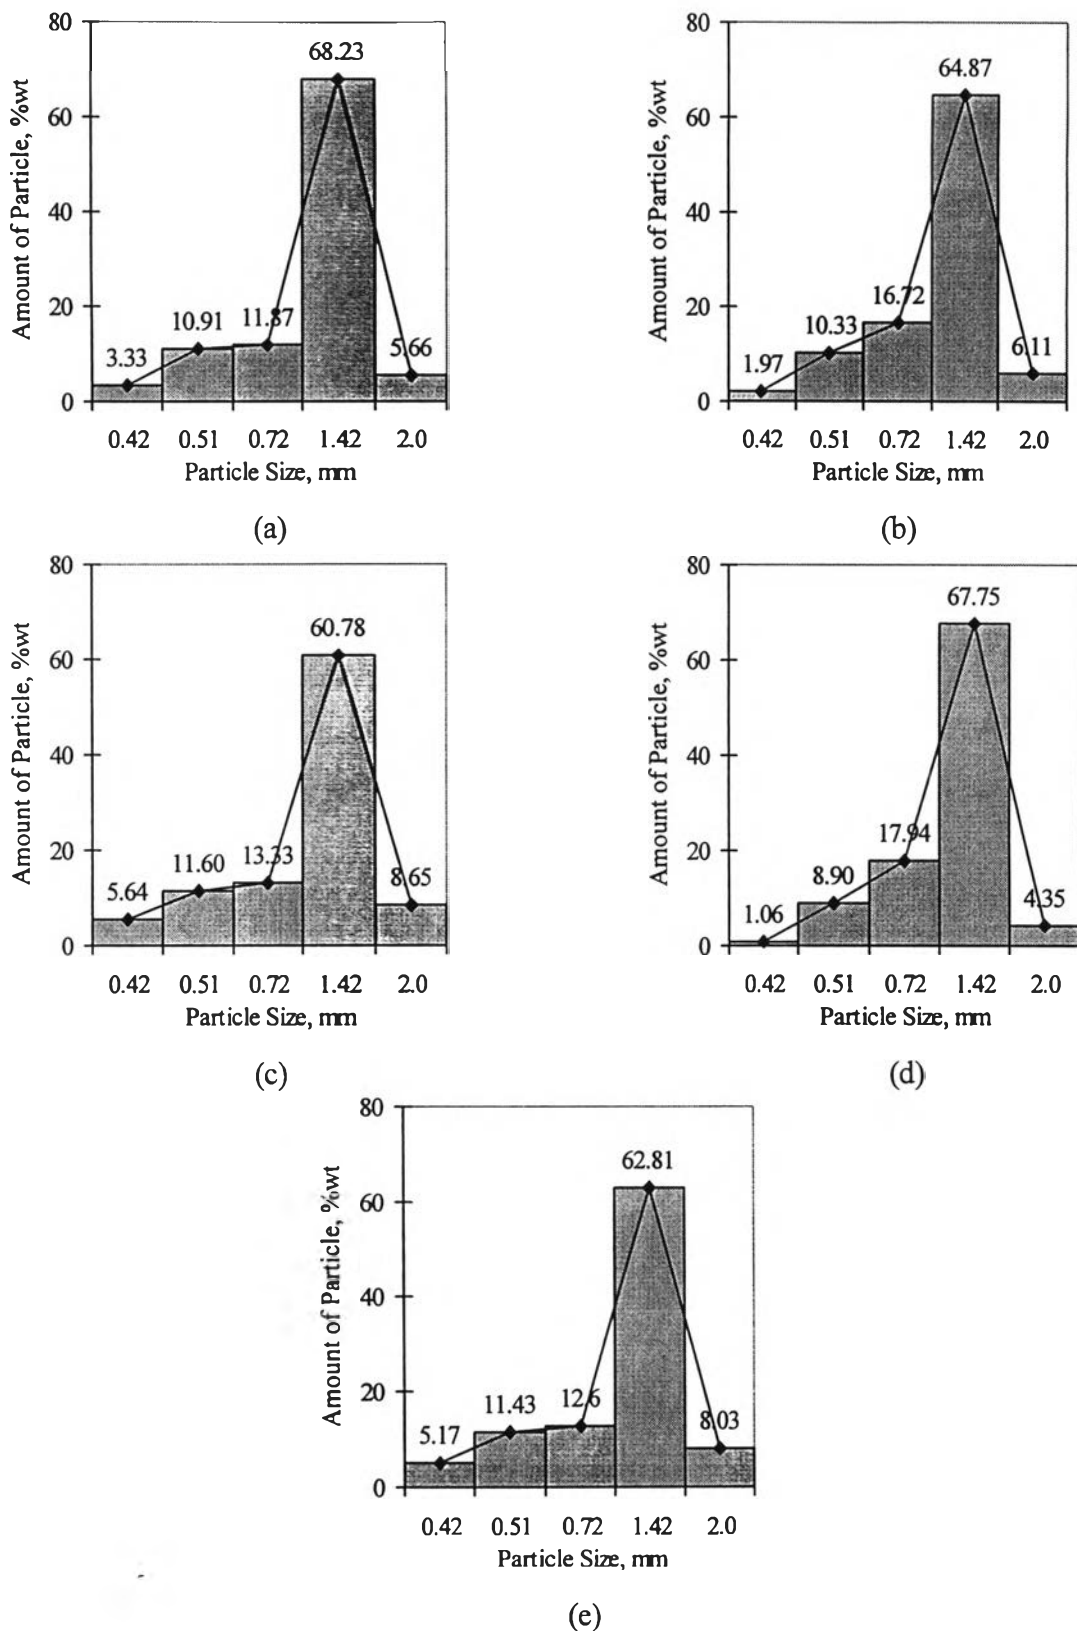 80
68.23
60
40
20
3.33
10.91
11.87
5.66
0
0.42 0.51 0.72 1.42 2.0
Particle Size, mm
Amount of Particle, %wt
(a)
80
64.87
60
40
20
1.97
10.33
16.72
6.11
0
0.42 0.51 0.72 1.42 2.0
Particle Size, mm
Amount of Particle, %wt
(b)
80
60.78
60
40
20
5.64
11.60
13.33
8.65
0
0.42 0.51 0.72 1.42 2.0
Particle Size, mm
Amount of Particle, %wt
(c)
80
67.75
60
40
20
1.06
8.90
17.94
4.35
0
0.42 0.51 0.72 1.42 2.0
Particle Size, mm
Amount of Particle, %wt
(d)
80
62.81
60
40
20
5.17
11.43
12.6
8.03
0
0.42 0.51 0.72 1.42 2.0
Particle Size, mm
Amount of Particle, %wt
(e)